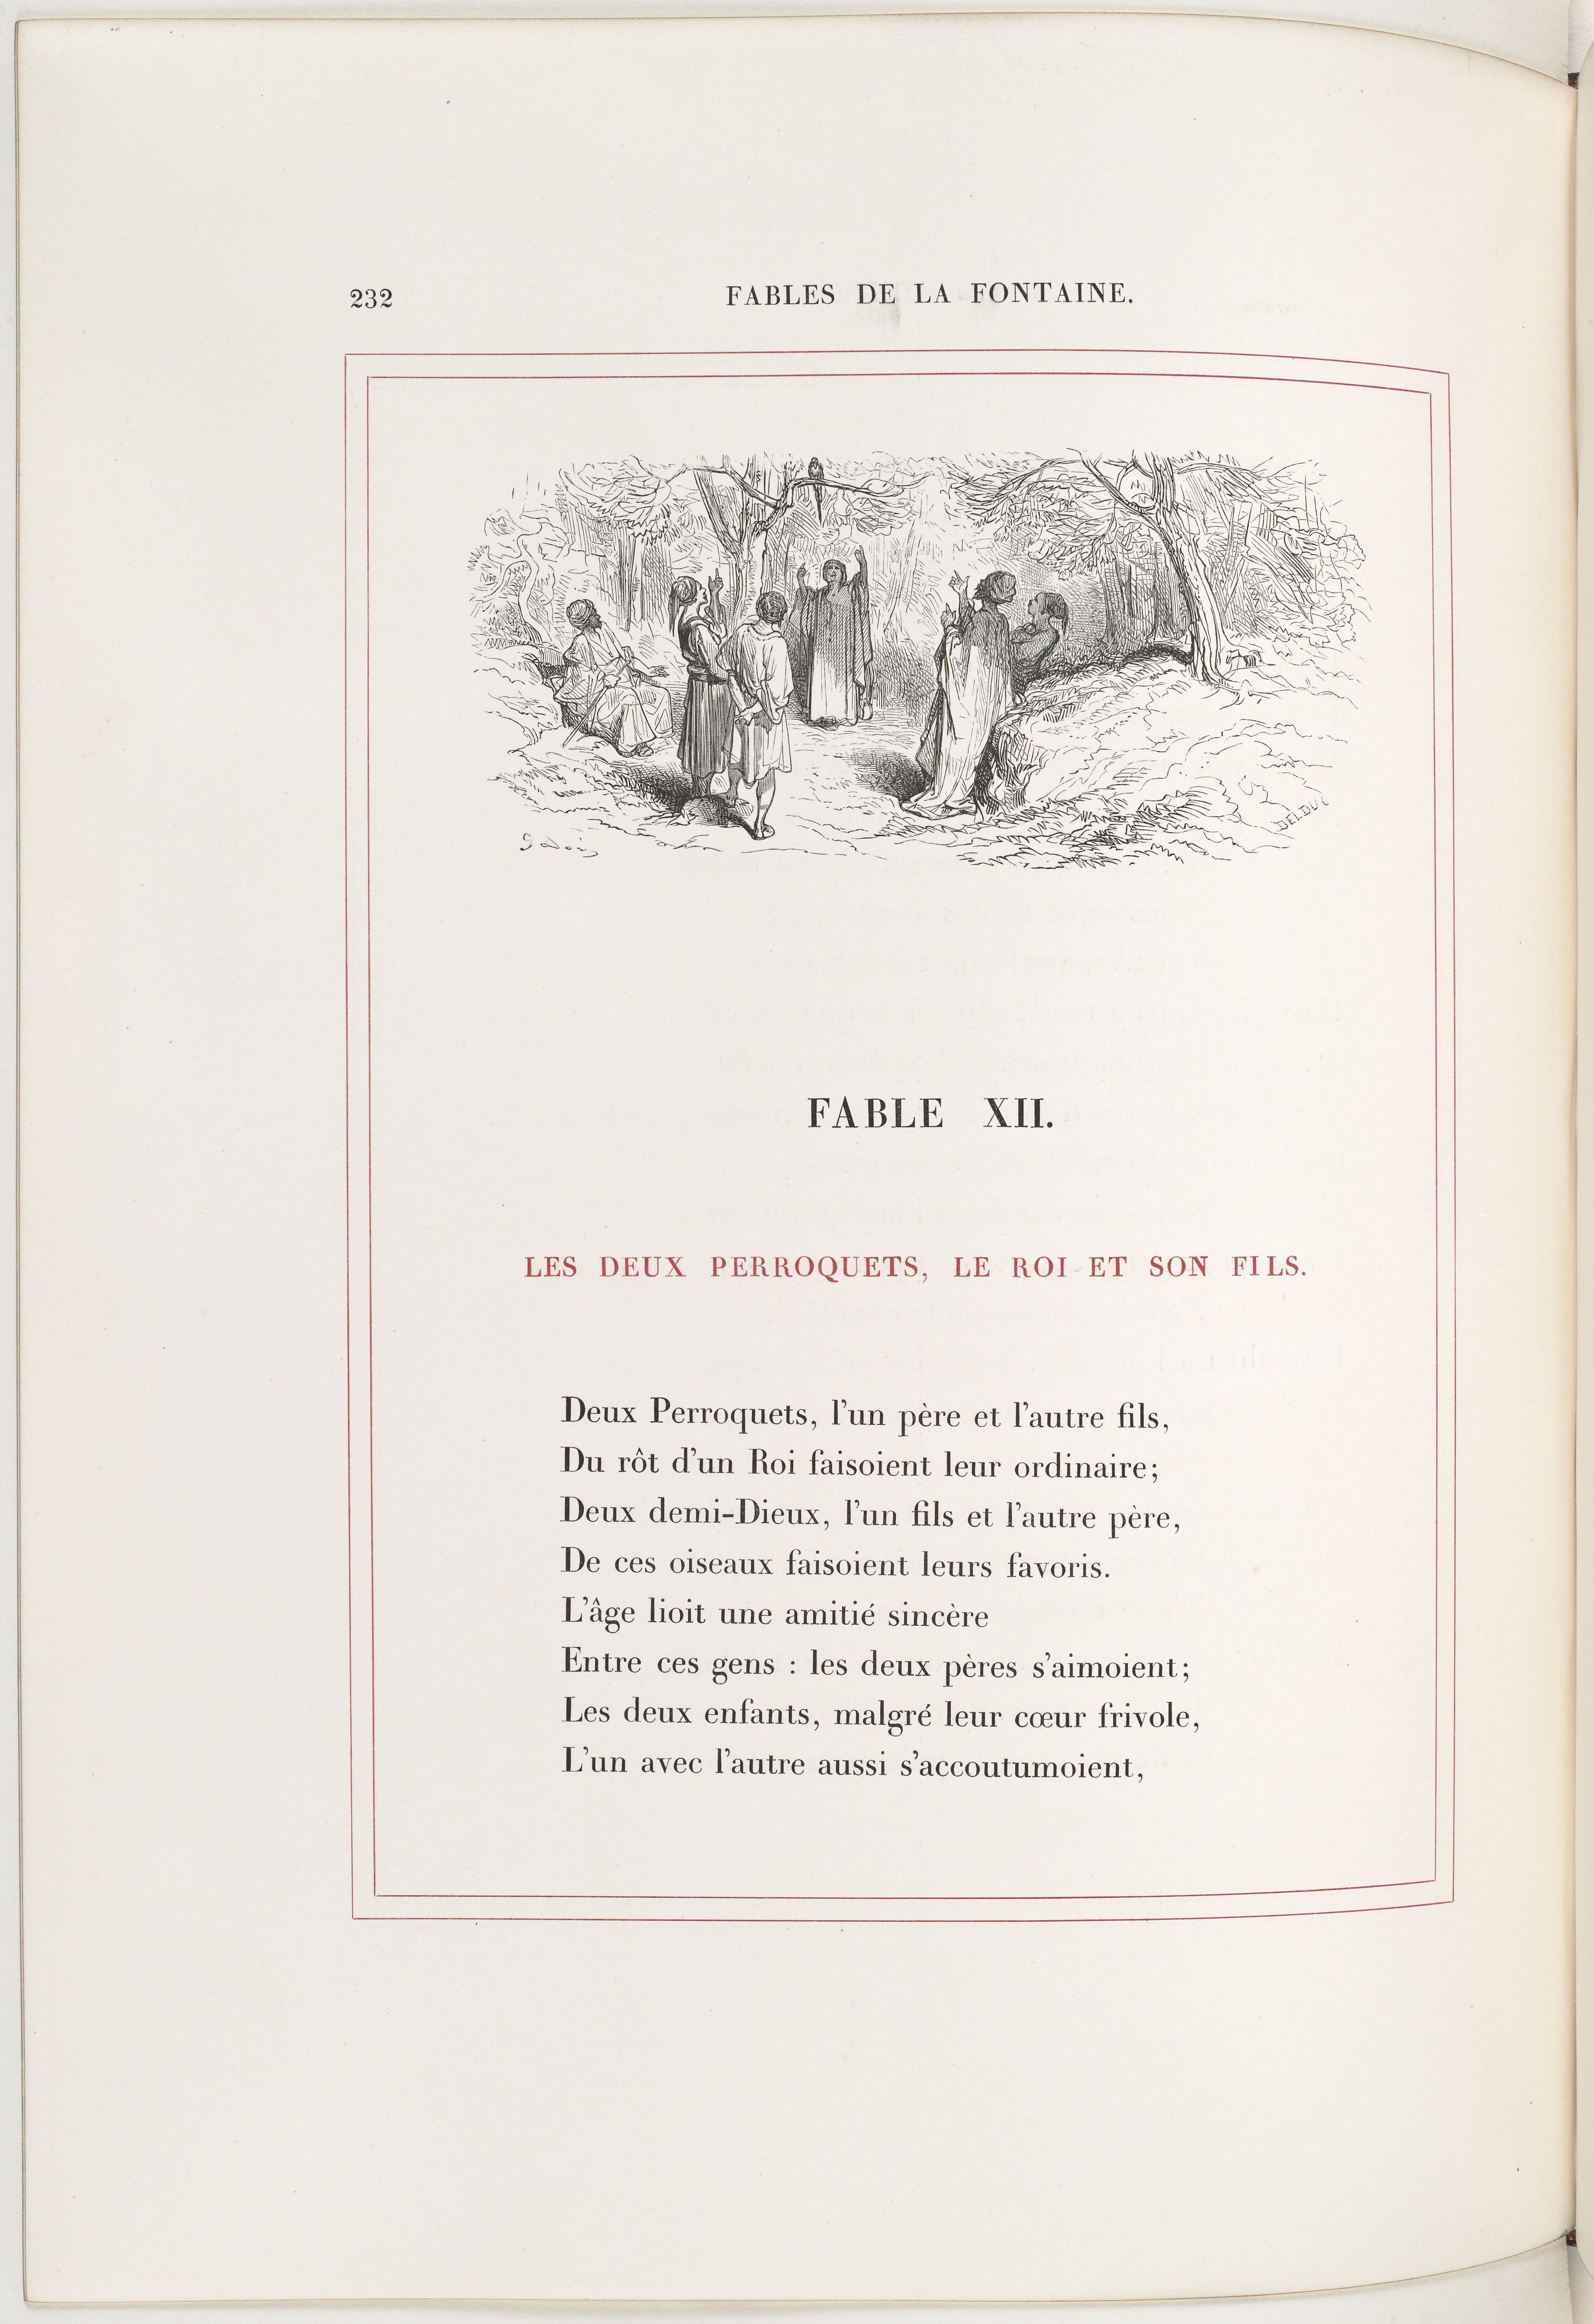 232
FABLES DE LA FONTAINE.
G Doré
DELDUC
FABLE XII.
LES DEUX PERROQUETS, LE ROI ET SON FILS.
Deux Perroquets, l'un père et l'autre fils,
Du rôt d'un Roi faisoient leur ordinaire;
Deux demi-Dieux, l'un fils et l'autre père,
De ces oiseaux faisoient leurs favoris.
L'âge lioit une amitié sincère
Entre ces gens : les deux pères s'aimoient;
Les deux enfants, malgré leur cœur frivole,
L'un avec l'autre aussi s'accoutumoient,